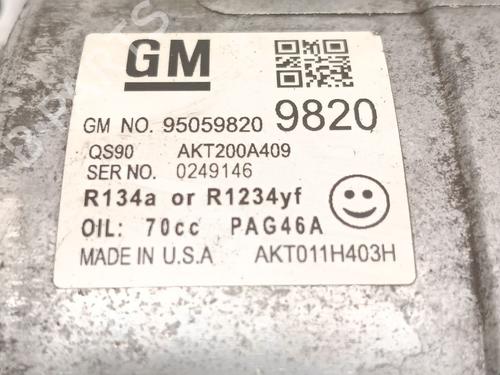 GM
GM NO. 95059820 9820
QS90 AKT200A409
SER NO. 0249146
R134a or R1234yf
OIL: 70cc PAG46A
MADE IN U.S.A AKT011H403H